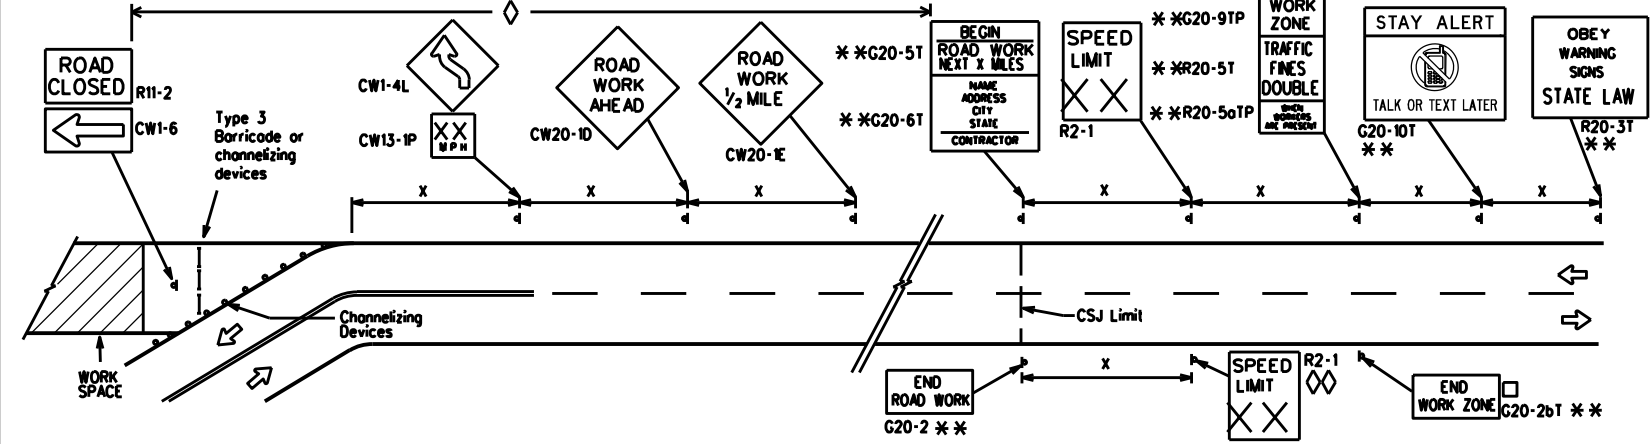 ROAD
CLOSED
R11-2
CW1-6
Type 3
Barricade or
channelizing
devices
CW1-4L
XX
MPH
CW13-1P
ROAD
WORK
AHEAD
CW20-1D
ROAD
WORK
1/2 MILE
CW20-1E
* *G20-5T
* *G20-6T
BEGIN
ROAD WORK
NEXT X MILES
NAME
ADDRESS
CITY
STATE
CONTRACTOR
SPEED
LIMIT
X X
R2-1
* *G20-9TP
* *R20-5T
* *R20-5aTP
WORK
ZONE
TRAFFIC
FINES
DOUBLE
WHEN
WORKERS
ARE PRESENT
STAY ALERT
TALK OR TEXT LATER
G20-10T
* *
OBEY
WARNING
SIGNS
STATE LAW
R20-3T
* *
X X X X X X X
Channelizing
Devices
WORK
SPACE
CSJ Limit
X
END
ROAD WORK
G20-2 * *
SPEED
LIMIT
X X
R2-1
END
WORK ZONE
G20-2bT * *